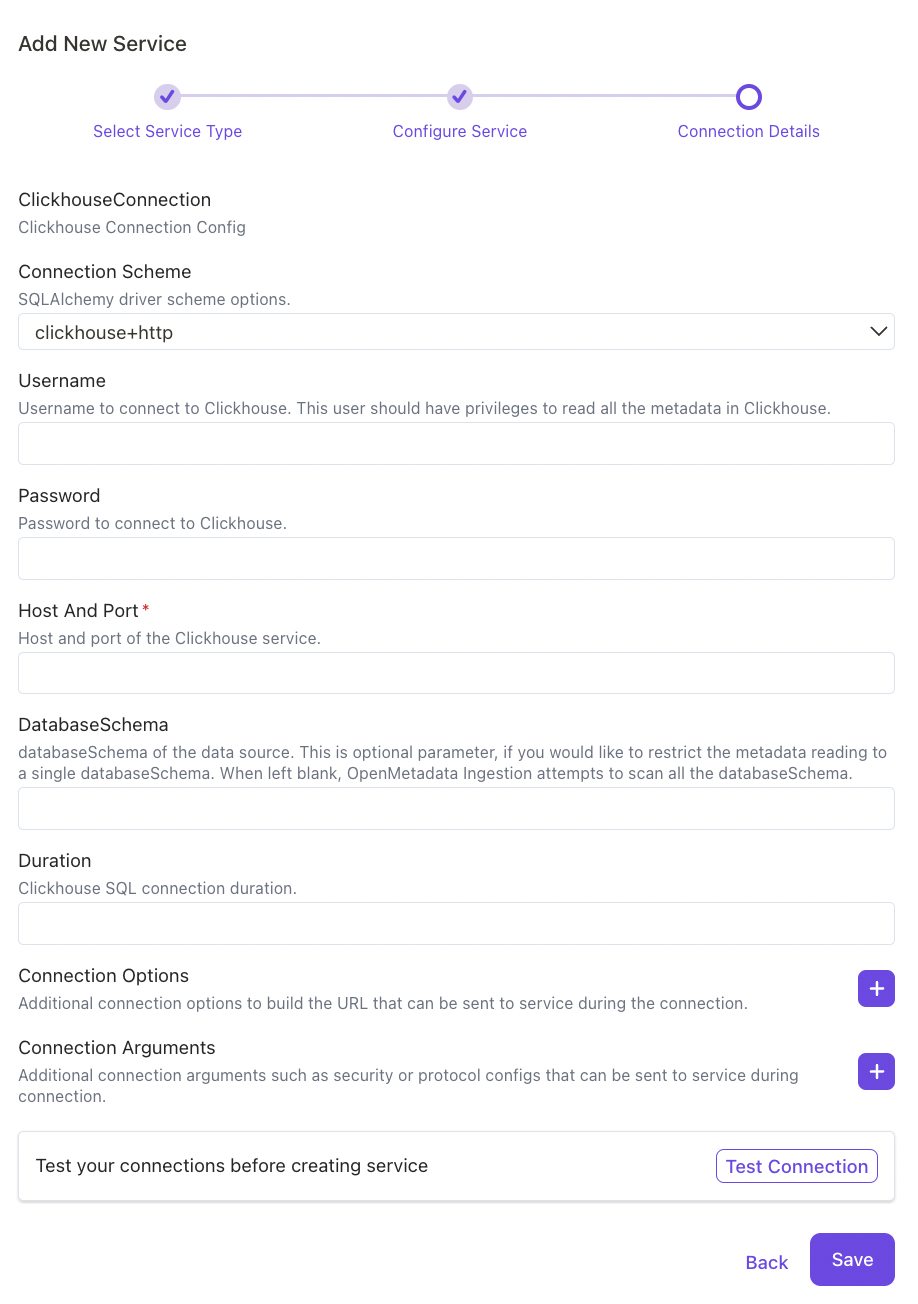 Add New Service
Select Service Type
Configure Service
Connection Details
ClickhouseConnection
Clickhouse Connection Config
Connection Scheme
SQLAlchemy driver scheme options.
clickhouse+http
Username
Username to connect to Clickhouse. This user should have privileges to read all the metadata in Clickhouse.
Password
Password to connect to Clickhouse.
Host And Port*
Host and port of the Clickhouse service.
DatabaseSchema
databaseSchema of the data source. This is optional parameter, if you would like to restrict the metadata reading to
a single databaseSchema. When left blank, OpenMetadata Ingestion attempts to scan all the databaseSchema.
Duration
Clickhouse SQL connection duration.
Connection Options
Additional connection options to build the URL that can be sent to service during the connection.
Connection Arguments
Additional connection arguments such as security or protocol configs that can be sent to service during
connection.
Test your connections before creating service
Test Connection
Back
Save